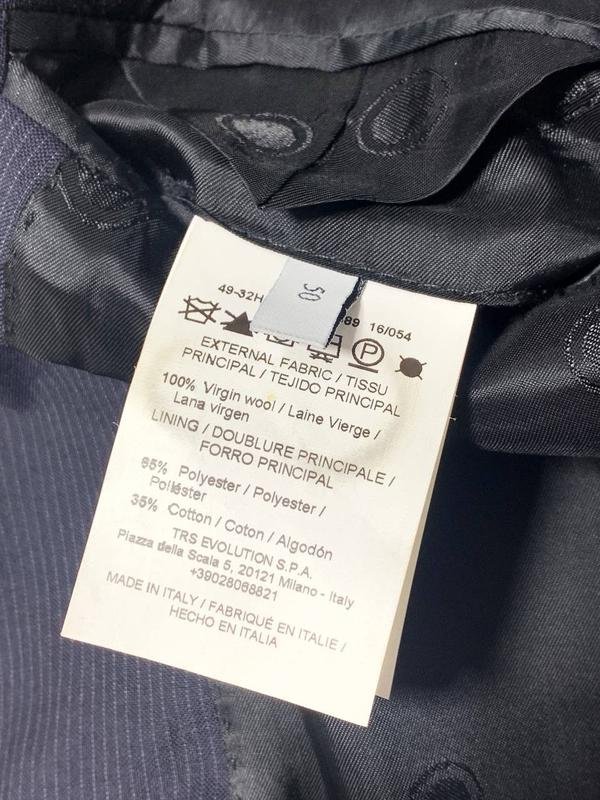 50
49-32H 89 16/054
P
EXTERNAL FABRIC / TISSU
PRINCIPAL / TEJIDO PRINCIPAL
100% Virgin wool / Laine Vierge /
Lana virgen
LINING / DOUBLURE PRINCIPALE /
FORRO PRINCIPAL
65% Polyester / Polyester /
Poliéster
35% Cotton / Coton / Algodón
TRS EVOLUTION S.P.A.
Piazza della Scala 5, 20121 Milano - Italy
+39028068821
MADE IN ITALY / FABRIQUÉ EN ITALIE /
HECHO EN ITALIA